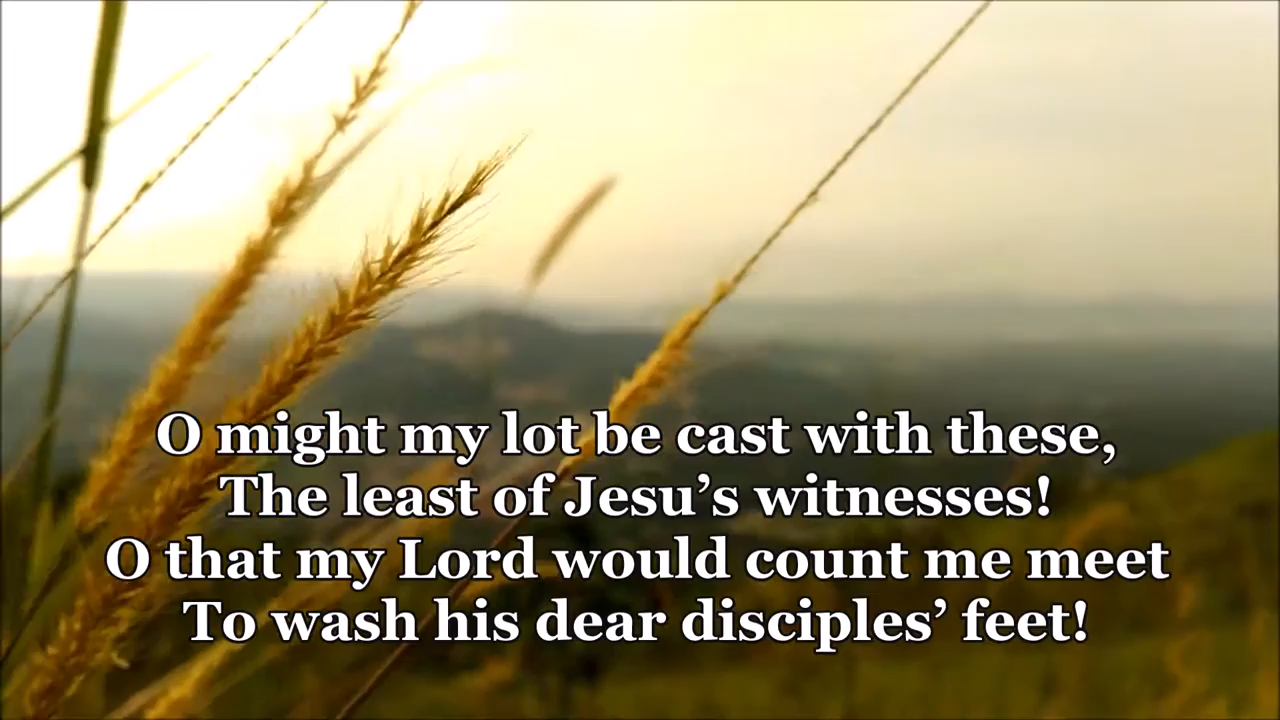 O might my lot be cast with these,
The least of Jesu’s witnesses!
O that my Lord would count me meet
To wash his dear disciples’ feet!